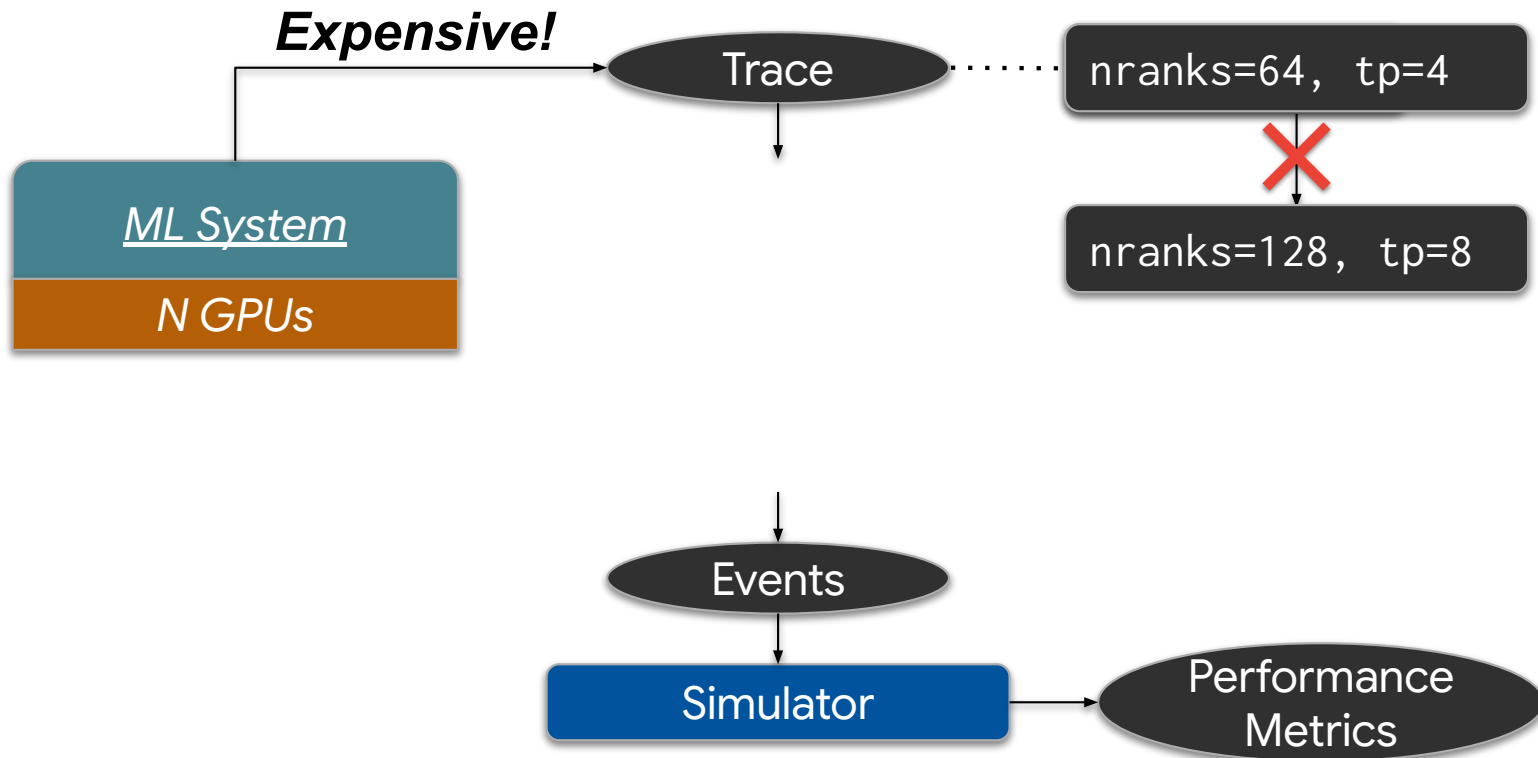 Expensive!
Trace
nranks=64, tp=4
ML System
nranks=128, tp=8
N GPUs
Events
Simulator
Performance
Metrics